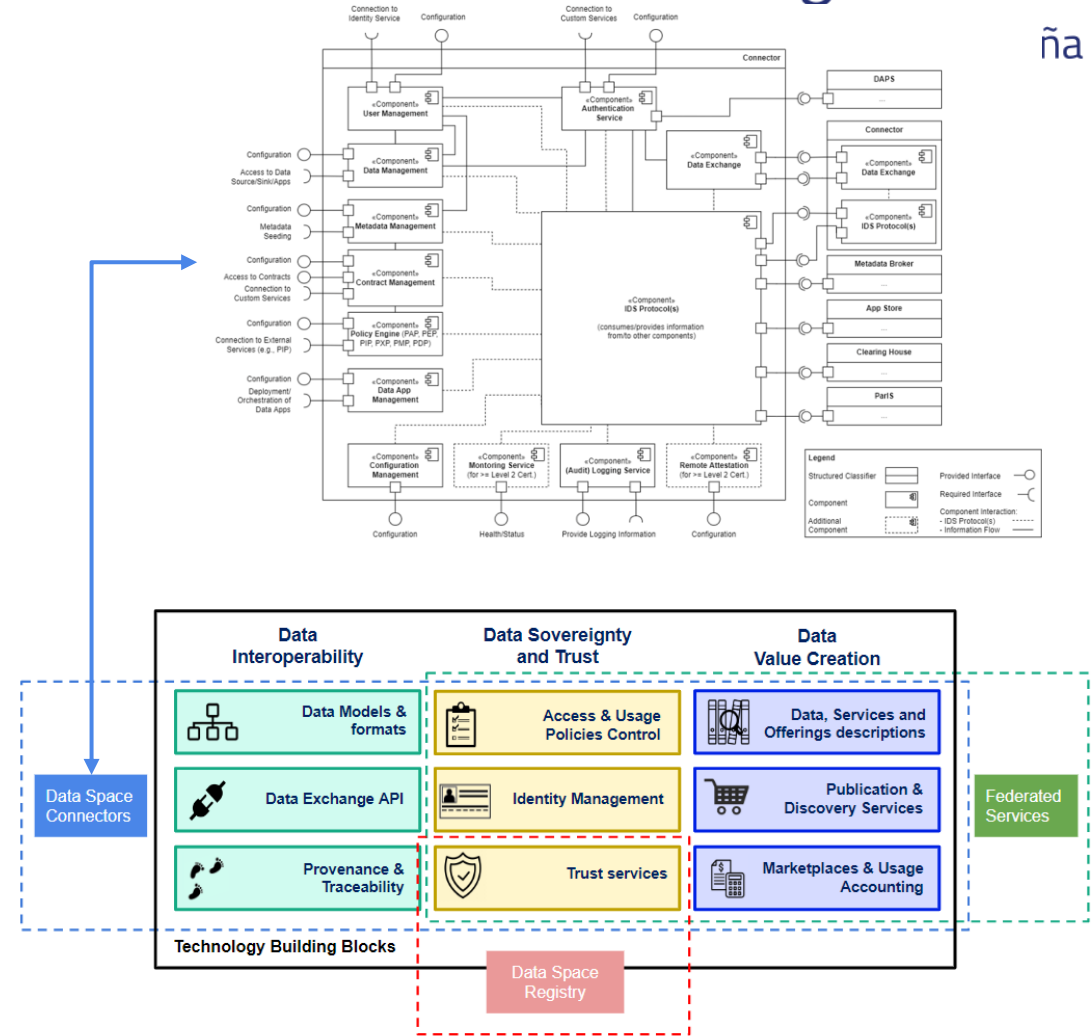 ña
Connection to
Identity Service
Configuration
Connection to
Custom Services
Configuration
Connector
«Component»
User Management
«Component»
Authentication
Service
DAPS
...
Configuration
Access to Data
Source/Sink/Apps
«Component»
Data Management
«Component»
Data Exchange
Connector
«Component»
Data Exchange
«Component»
IDS Protocol(s)
Configuration
Metadata
Seeding
«Component»
Metadata Management
Configuration
Access to Contracts
Connection to
Custom Services
«Component»
Contract Management
Metadata Broker
...
«Component»
IDS Protocol(s)
(consumes/provides information
from/to other components)
App Store
...
Configuration
Connection to External
Services (e.g., PIP)
«Component»
Policy Engine (PAP, PEP,
PIP, PXP, PMP, PDP)
Clearing House
...
Configuration
Deployment/
Orchestration of
Data Apps
«Component»
Data App
Management
ParIS
...
«Component»
Configuration
Management
«Component»
Montoring Service
(for >= Level 2 Cert.)
«Component»
(Audit) Logging Service
«Component»
Remote Attestation
(for >= Level 2 Cert.)
Configuration
Health/Status
Provide Logging Information
Configuration
Legend
Structured Classifier
Component
Additional
Component
Provided Interface
Required Interface
Component Interaction:
- IDS Protocol(s)
- Information Flow
Data
Interoperability
Data Sovereignty
and Trust
Data
Value Creation
Data Models &
formats
Access & Usage
Policies Control
Data, Services and
Offerings descriptions
Data Space
Connectors
Data Exchange API
Identity Management
Publication &
Discovery Services
Federated
Services
Provenance &
Traceability
Trust services
Marketplaces & Usage
Accounting
Technology Building Blocks
Data Space
Registry